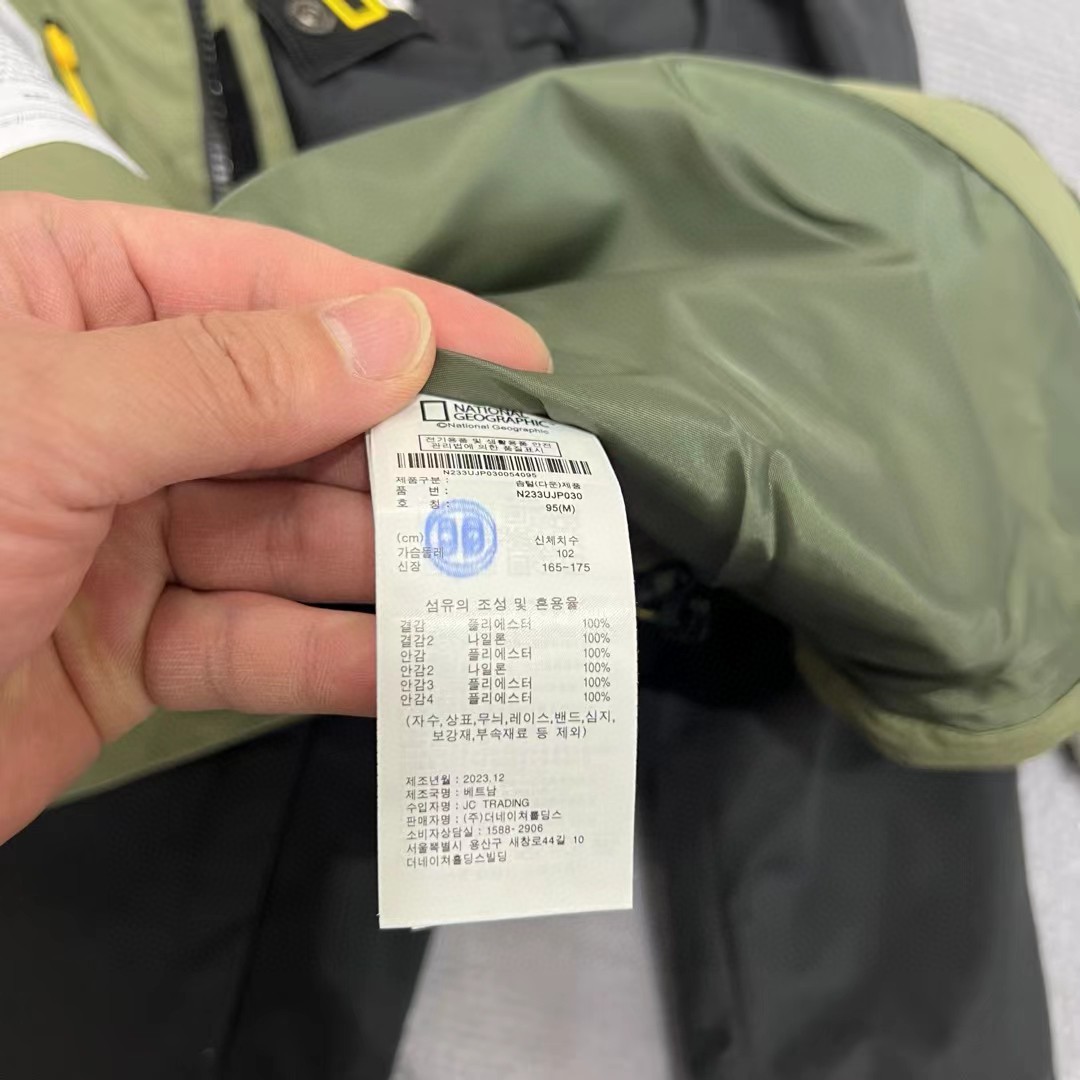 NATIONAL
GEOGRAPHIC
©National Geographic
전기용품 및 생활용품 안전
관리법에 의한 품질표시
N233UJP030054095
제품구분 : 솜털(다운)제품
품 번 : N233UJP030
호 칭 : 95(M)
(cm) 신체치수
가슴둘레 102
신장 165-175
섬유의 조성 및 혼용율
겉감 폴리에스터 100%
겉감2 나일론 100%
안감 폴리에스터 100%
안감2 나일론 100%
안감3 폴리에스터 100%
안감4 폴리에스터 100%
(자수,상표,무늬,레이스,밴드,심지,
보강재,부속재료 등 제외)
제조년월 : 2023.12
제조국명 : 베트남
수입자명 : JC TRADING
판매자명 : (주)더네이쳐홀딩스
소비자상담실 : 1588-2906
서울특별시 용산구 새창로44길 10
더네이쳐홀딩스빌딩